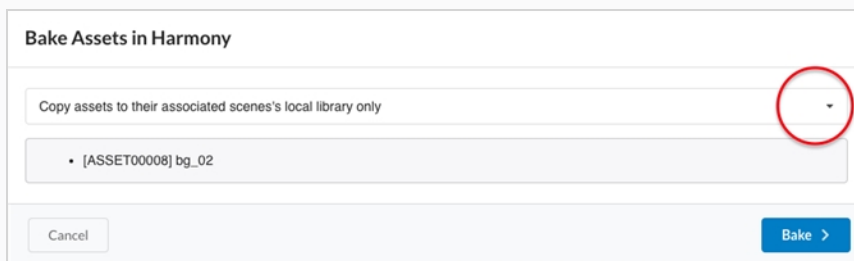 Bake Assets in Harmony
Copy assets to their associated scenes's local library only
• [ASSET00008] bg_02
Cancel
Bake >